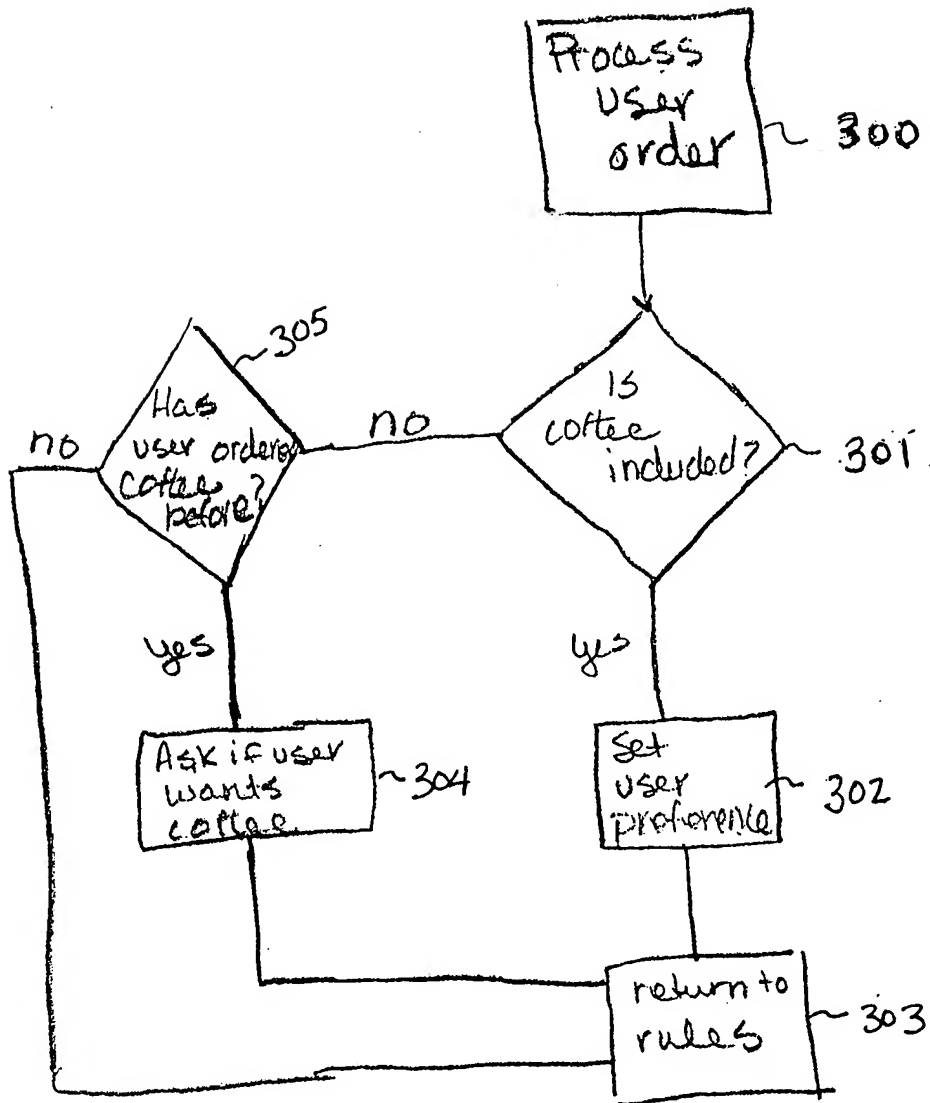 Process
user
order
300
305
Is
coffee
included?
301
no
Has
user ordered
coffee
before?
no
yes
yes
Ask if user
wants
coffee
304
Set
user
preference
302
return to
rules
303